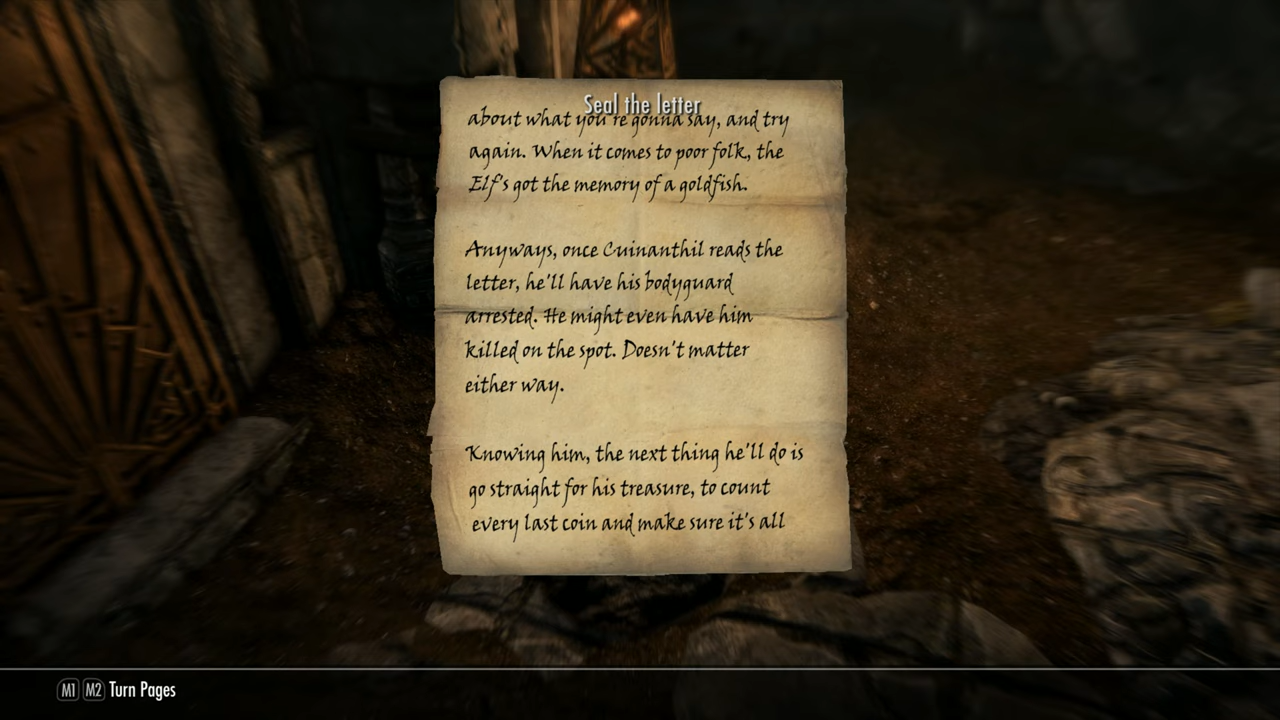 Seal the letter
about what you're gonna say, and try
again. When it comes to poor folk, the
Elf's got the memory of a goldfish.
Anyways, once Cuinanthil reads the
letter, he'll have his bodyguard
arrested. He might even have him
killed on the spot. Doesn't matter
either way.
Knowing him, the next thing he'll do is
go straight for his treasure, to count
every last coin and make sure it's all
M1 M2 Turn Pages